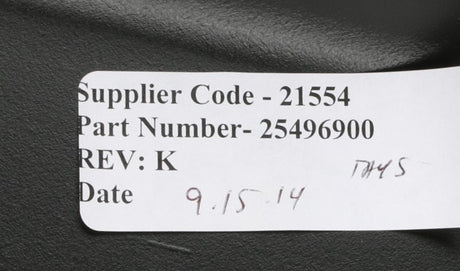 Supplier Code - 21554
Part Number- 25496900
REV: K
Date 9.15.14